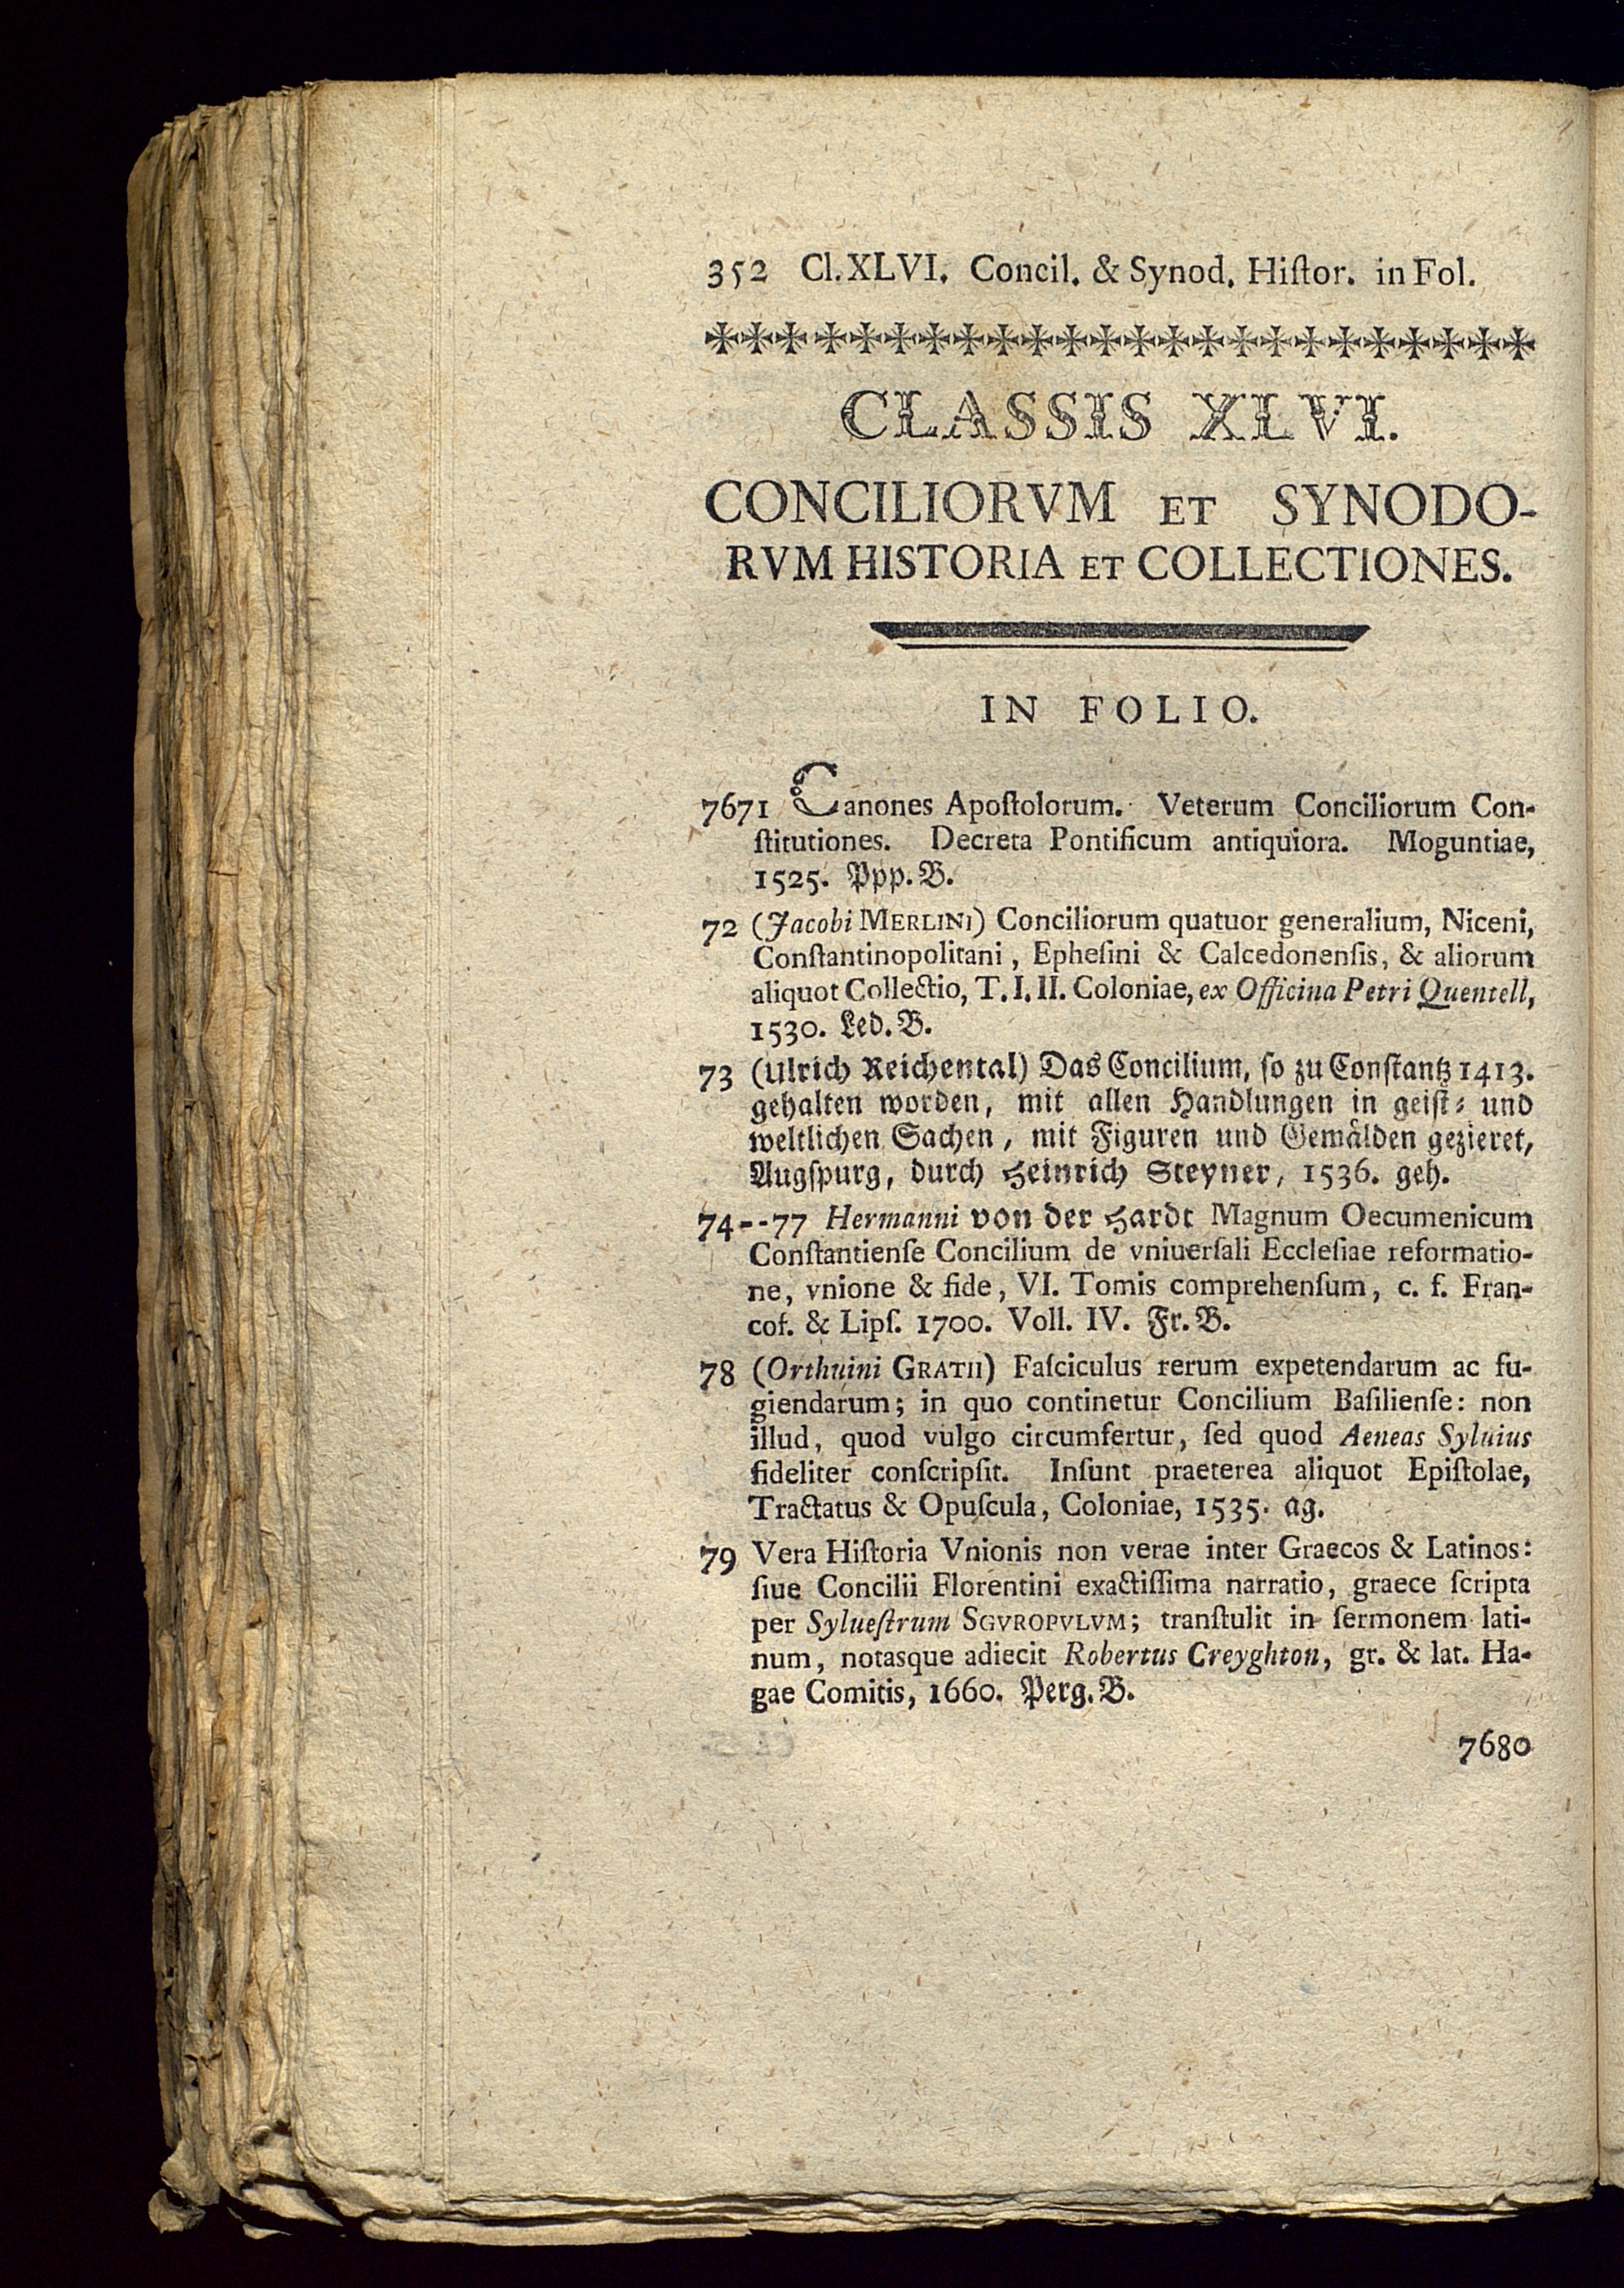 352 Cl. XLVI. Concil. & Synod. Hiſtor. in Fol.
CLASSIS XLVI.
CONCILIORVM ET SYNODO-
RVM HISTORIA ET COLLECTIONES.
IN FOLIO.
7671 Canones Apoſtolorum. Veterum Conciliorum Con-
ſtitutiones. Decreta Pontificum antiquiora. Moguntiae,
1525. Ppp. B.
72 (Jacobi MERLINI) Conciliorum quatuor generalium, Niceni,
Conſtantinopolitani, Epheſini & Calcedonenſis, & aliorum
aliquot Collectio, T. I. II. Coloniae, ex Officina Petri Quentell,
1530. Led. B.
73 (Ulrich Reichental) Das Concilium, ſo zu Conſtantz 1413.
gehalten worden, mit allen Handlungen in geiſt⸗ und
weltlichen Sachen, mit Figuren und Gemälden gezieret,
Augſpurg, durch Heinrich Steyner, 1536. geh.
74--77 Hermanni von der Hardt Magnum Oecumenicum
Conſtantienſe Concilium de vniuerſali Eccleſiae reformatio-
ne, vnione & fide, VI. Tomis comprehenſum, c. f. Fran-
cof. & Lipſ. 1700. Voll. IV. Fr. B.
78 (Orthuini GRATII) Faſciculus rerum expetendarum ac fu-
giendarum; in quo continetur Concilium Baſilienſe: non
illud, quod vulgo circumfertur, ſed quod Aeneas Syluius
fideliter conſcripſit. Inſunt praeterea aliquot Epiſtolae,
Tractatus & Opuſcula, Coloniae, 1535. ag.
79 Vera Hiſtoria Vnionis non verae inter Graecos & Latinos:
ſiue Concilii Florentini exactiſſima narratio, graece ſcripta
per Sylueſtrum SGVROPVLVM; tranſtulit in ſermonem lati-
num, notasque adiecit Robertus Creyghton, gr. & lat. Ha-
gae Comitis, 1660. Perg. B.
7680